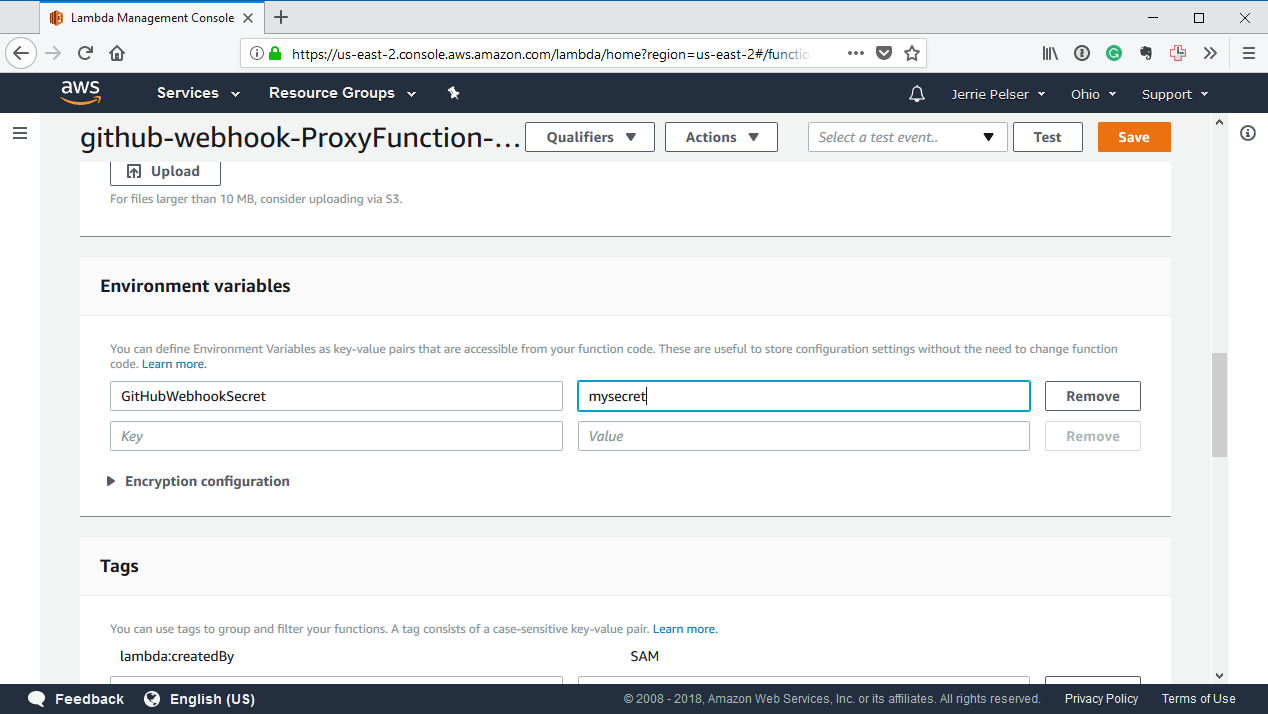 Lambda Management Console
https://us-east-2.console.aws.amazon.com/lambda/home?region=us-east-2#/functio
aws
Services
Resource Groups
Jerrie Pelser
Ohio
Support
github-webhook-ProxyFunction-...
Qualifiers
Actions
Select a test event..
Test
Save
Upload
For files larger than 10 MB, consider uploading via S3.
Environment variables
You can define Environment Variables as key-value pairs that are accessible from your function code. These are useful to store configuration settings without the need to change function
code. Learn more.
GitHubWebhookSecret
mysecret
Remove
Key
Value
Remove
Encryption configuration
Tags
You can use tags to group and filter your functions. A tag consists of a case-sensitive key-value pair. Learn more.
lambda:createdBy
SAM
Feedback
English (US)
© 2008 - 2018, Amazon Web Services, Inc. or its affiliates. All rights reserved.
Privacy Policy
Terms of Use